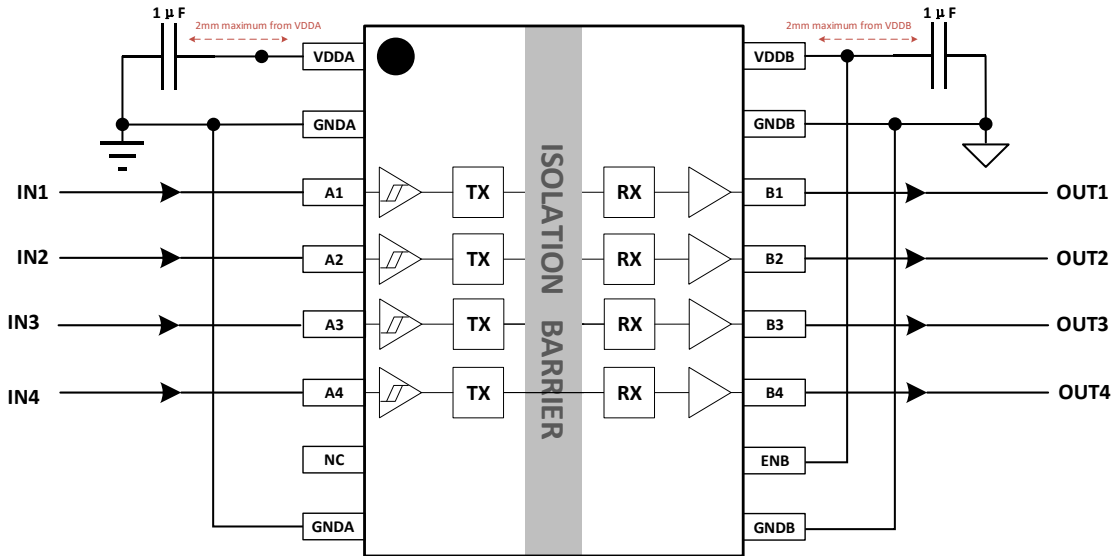 1 μ F
2mm maximum from VDDA
2mm maximum from VDDB
1 μ F
VDDA
VDDB
GNDA
GNDB
ISOLATION BARRIER
IN1
A1
TX
RX
B1
OUT1
IN2
A2
TX
RX
B2
OUT2
IN3
A3
TX
RX
B3
OUT3
IN4
A4
TX
RX
B4
OUT4
NC
ENB
GNDA
GNDB